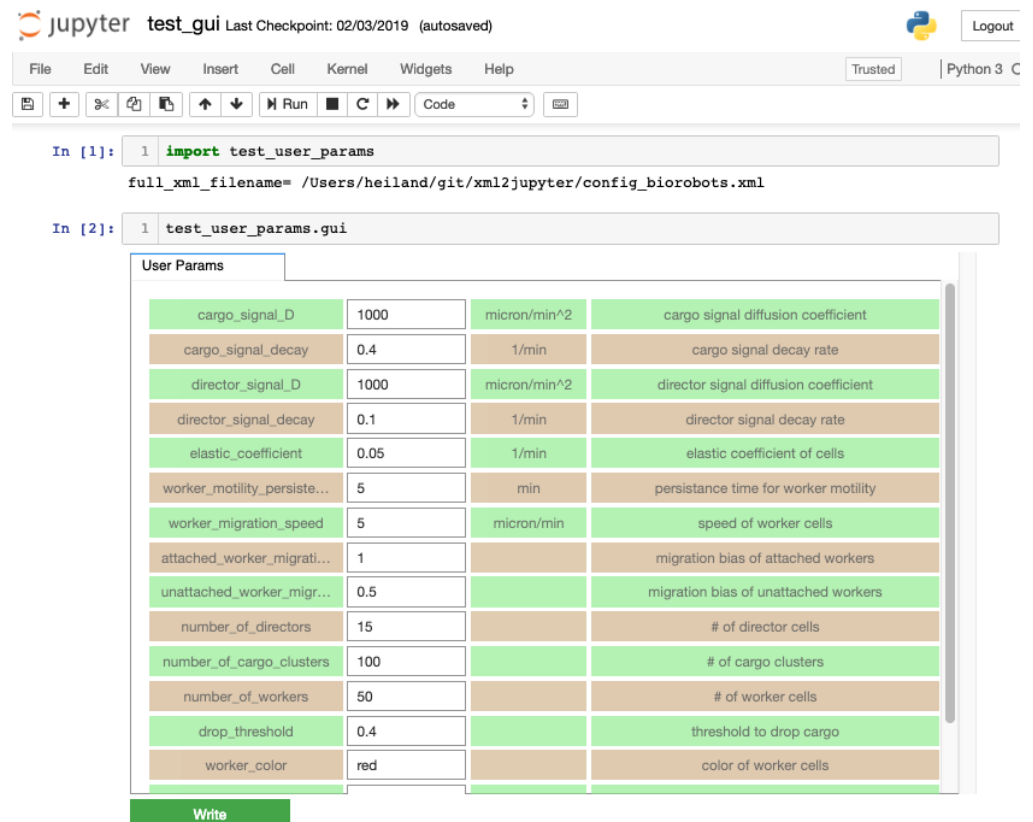 jupyter test_gui Last Checkpoint: 02/03/2019 (autosaved) Logout
File Edit View Insert Cell Kernel Widgets Help Trusted Python 3
Run Code
In [1]: 1 import test_user_params
full_xml_filename= /Users/heiland/git/xml2jupyter/config_biorobots.xml
In [2]: 1 test_user_params.gui
User Params
cargo_signal_D 1000 micron/min^2 cargo signal diffusion coefficient
cargo_signal_decay 0.4 1/min cargo signal decay rate
director_signal_D 1000 micron/min^2 director signal diffusion coefficient
director_signal_decay 0.1 1/min director signal decay rate
elastic_coefficient 0.05 1/min elastic coefficient of cells
worker_motility_persiste... 5 min persistance time for worker motility
worker_migration_speed 5 micron/min speed of worker cells
attached_worker_migrati... 1 migration bias of attached workers
unattached_worker_migr... 0.5 migration bias of unattached workers
number_of_directors 15 # of director cells
number_of_cargo_clusters 100 # of cargo clusters
number_of_workers 50 # of worker cells
drop_threshold 0.4 threshold to drop cargo
worker_color red color of worker cells
Write